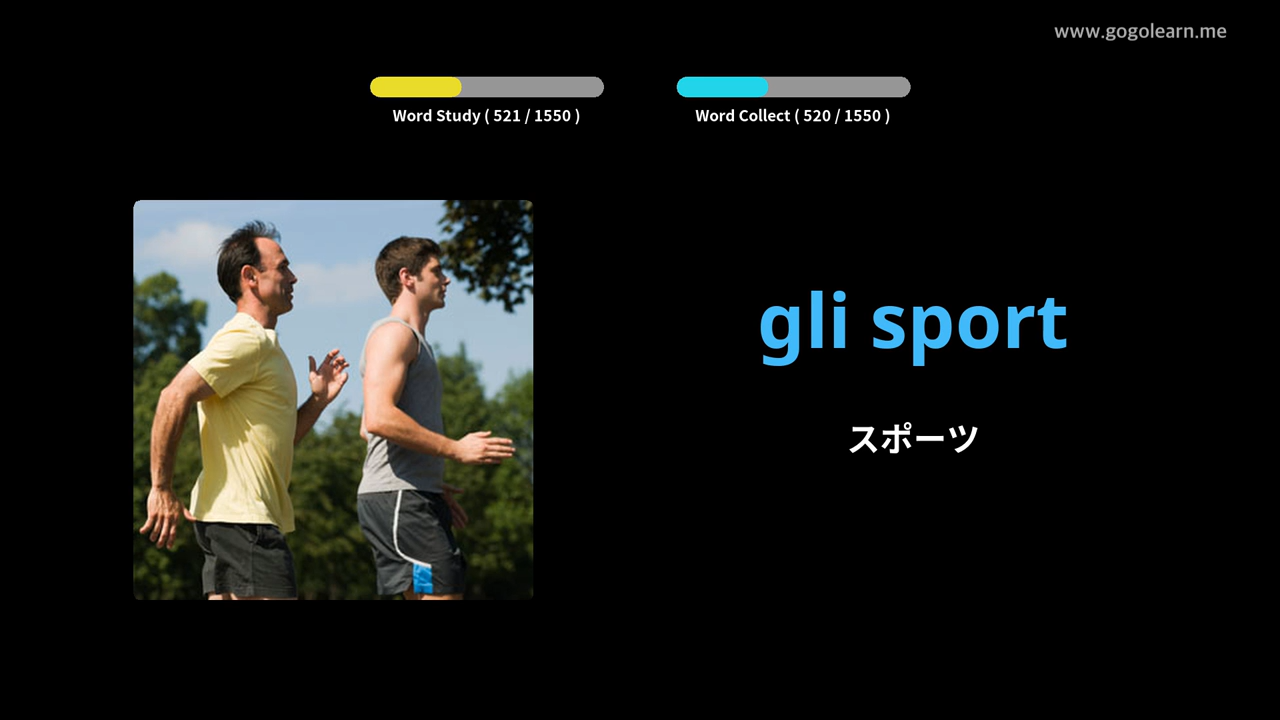 www.gogolearn.me
Word Study ( 521 / 1550 )
Word Collect ( 520 / 1550 )
gli sport
スポーツ